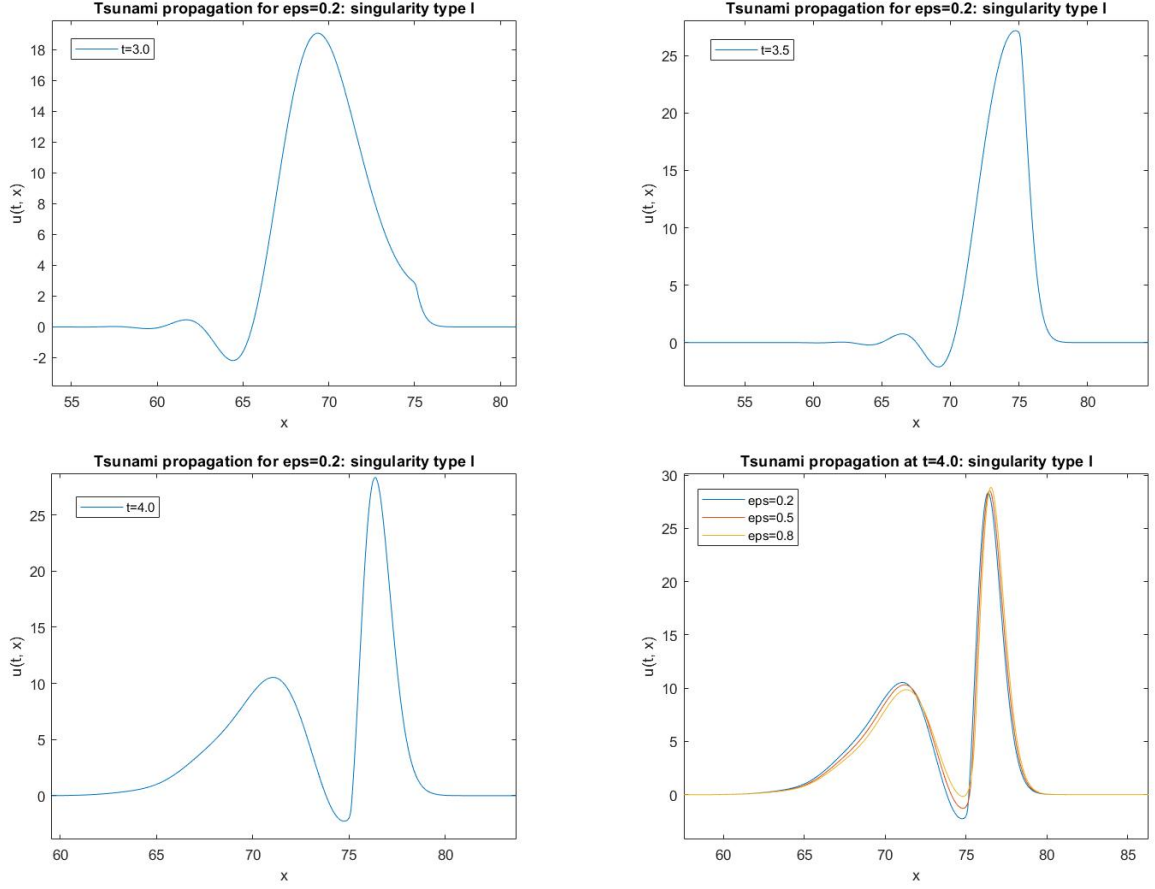 Tsunami propagation for eps=0.2: singularity type I
t=3.0
18
16
14
12
10
8
6
4
2
0
-2
u(t, x)
55
60
65
70
75
80
x
Tsunami propagation for eps=0.2: singularity type I
t=3.5
25
20
15
10
5
0
u(t, x)
55
60
65
70
75
80
x
Tsunami propagation for eps=0.2: singularity type I
t=4.0
25
20
15
10
5
0
u(t, x)
60
65
70
75
80
x
Tsunami propagation at t=4.0: singularity type I
eps=0.2
eps=0.5
eps=0.8
30
25
20
15
10
5
0
u(t, x)
60
65
70
75
80
85
x